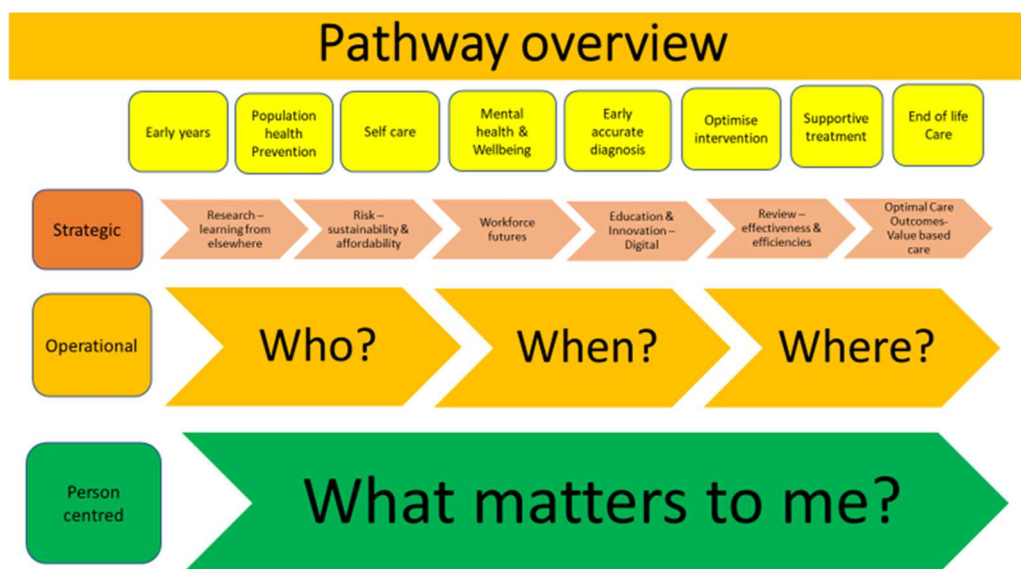 Pathway overview
Early years
Population
health
Prevention
Self care
Mental
health &
Wellbeing
Early
accurate
diagnosis
Optimise
intervention
Supportive
treatment
End of life
Care
Strategic
Research –
learning from
elsewhere
Risk –
sustainability &
affordability
Workforce
futures
Education &
Innovation –
Digital
Review –
effectiveness &
efficiencies
Optimal Care
Outcomes-
Value based
care
Operational
Who?
When?
Where?
Person
centred
What matters to me?